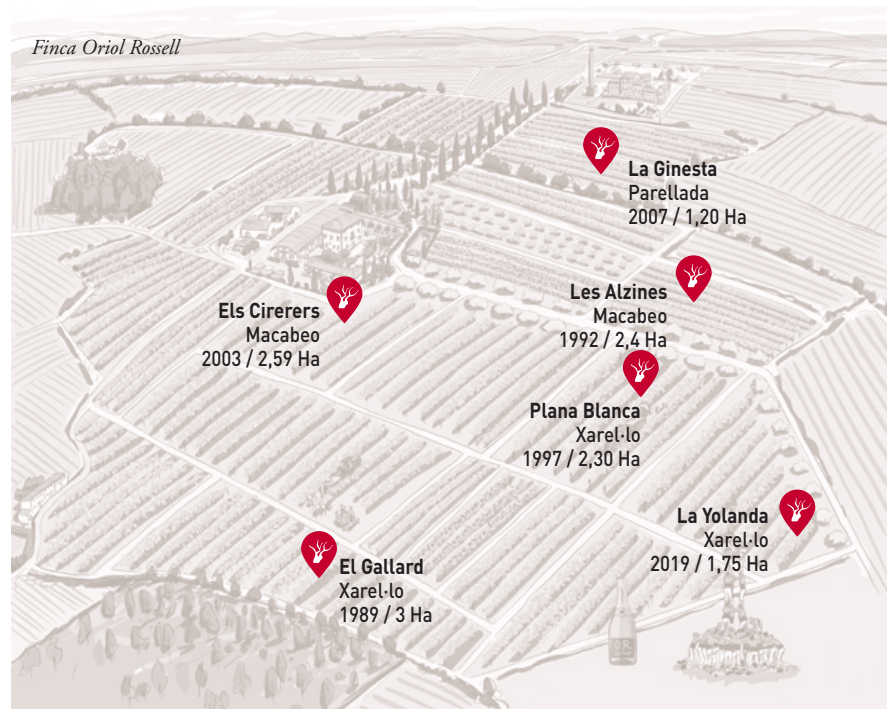 Finca Oriol Rossell
La Ginesta
Parellada
2007 / 1,20 Ha
Les Alzines
Macabeo
1992 / 2,4 Ha
Els Cirerers
Macabeo
2003 / 2,59 Ha
Plana Blanca
Xarel·lo
1997 / 2,30 Ha
La Yolanda
Xarel·lo
2019 / 1,75 Ha
El Gallard
Xarel·lo
1989 / 3 Ha
OR